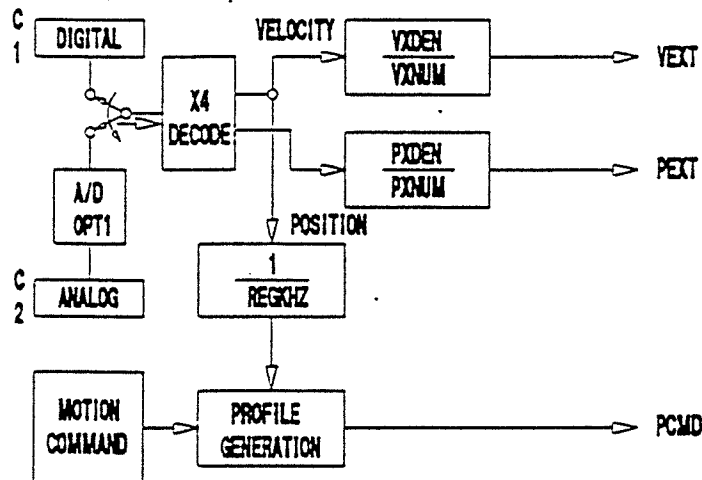 C
1
DIGITAL
VELOCITY
VXDEN
VXNUM
VEXT
X4
DECODE
PXDEN
PXNUM
PEXT
A/D
OPT1
POSITION
C
2
ANALOG
1
REGKHZ
MOTION
COMMAND
PROFILE
GENERATION
PCMD